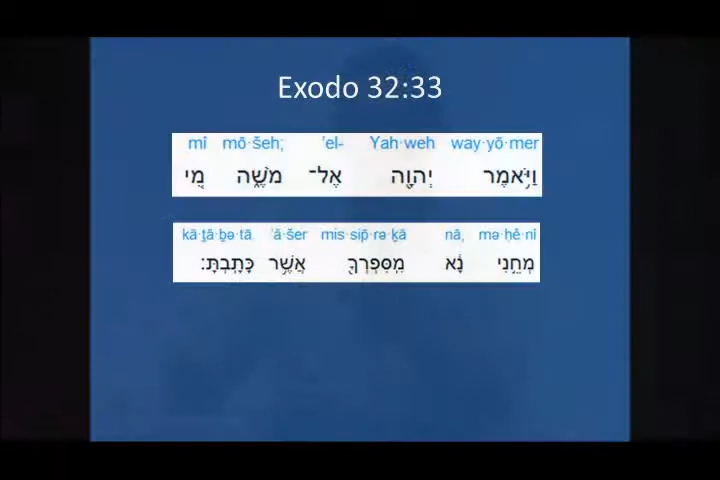 Exodo 32:33
mî mō·šeh; ’el- Yah·weh way·yō·mer
וַיֹּ֥אמֶר יְהוָ֖ה אֶל־ מֹשֶׁ֑ה מִ֚י
kā·ṯā·ḇə·tā ’ă·šer mis·sip̄·rə·ḵā nā, mə·ḥê·nî
מְחֵ֣נִי נָ֔א מִֽסִּפְרְךָ֖ אֲשֶׁ֥ר כָּתָֽבְתָּ׃